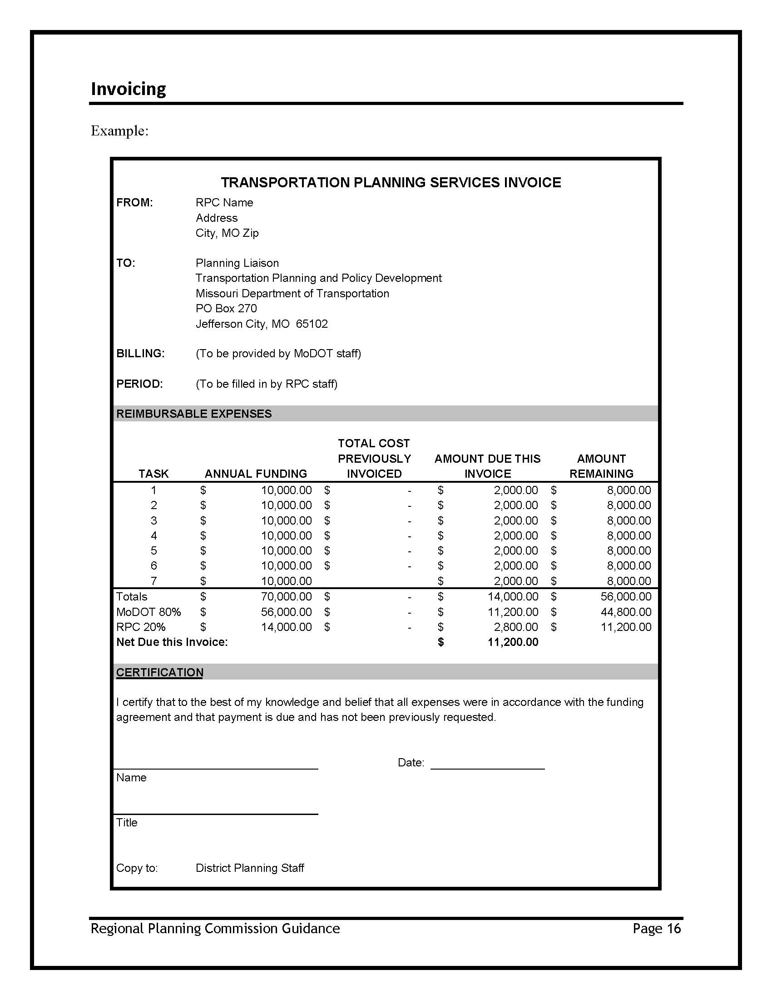 Invoicing
Example:
TRANSPORTATION PLANNING SERVICES INVOICE
FROM: RPC Name
Address
City, MO Zip
TO: Planning Liaison
Transportation Planning and Policy Development
Missouri Department of Transportation
PO Box 270
Jefferson City, MO  65102
BILLING: (To be provided by MoDOT staff)
PERIOD: (To be filled in by RPC staff)
REIMBURSABLE EXPENSES
TOTAL COST
PREVIOUSLY AMOUNT DUE THIS AMOUNT
TASK ANNUAL FUNDING INVOICED INVOICE REMAINING
1 $ 10,000.00 $ - $ 2,000.00 $ 8,000.00
2 $ 10,000.00 $ - $ 2,000.00 $ 8,000.00
3 $ 10,000.00 $ - $ 2,000.00 $ 8,000.00
4 $ 10,000.00 $ - $ 2,000.00 $ 8,000.00
5 $ 10,000.00 $ - $ 2,000.00 $ 8,000.00
6 $ 10,000.00 $ - $ 2,000.00 $ 8,000.00
7 $ 10,000.00 $ 2,000.00 $ 8,000.00
Totals $ 70,000.00 $ - $ 14,000.00 $ 56,000.00
MoDOT 80% $ 56,000.00 $ - $ 11,200.00 $ 44,800.00
RPC 20% $ 14,000.00 $ - $ 2,800.00 $ 11,200.00
Net Due this Invoice: $ 11,200.00
CERTIFICATION
I certify that to the best of my knowledge and belief that all expenses were in accordance with the funding
agreement and that payment is due and has not been previously requested.
Date:
Name
Title
Copy to: District Planning Staff
Regional Planning Commission Guidance Page 16